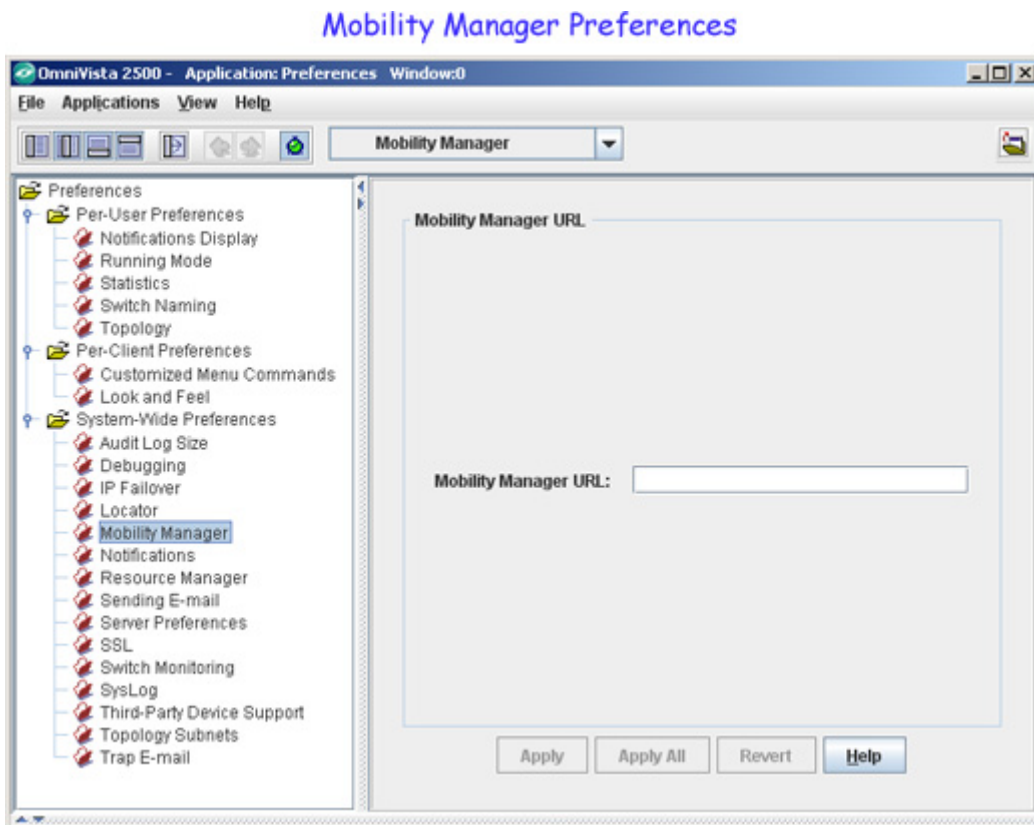 Mobility Manager Preferences
OmniVista 2500 - Application: Preferences Window:0
File Applications View Help
Mobility Manager
Preferences
Per-User Preferences
Notifications Display
Running Mode
Statistics
Switch Naming
Topology
Per-Client Preferences
Customized Menu Commands
Look and Feel
System-Wide Preferences
Audit Log Size
Debugging
IP Failover
Locator
Mobility Manager
Notifications
Resource Manager
Sending E-mail
Server Preferences
SSL
Switch Monitoring
SysLog
Third-Party Device Support
Topology Subnets
Trap E-mail
Mobility Manager URL
Mobility Manager URL:
Apply Apply All Revert Help